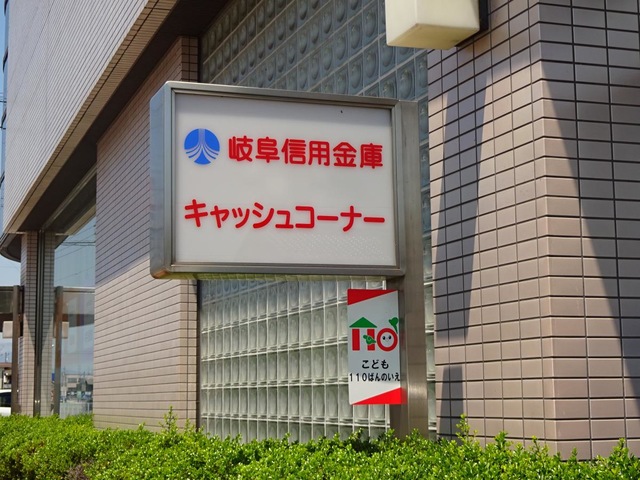 岐阜信用金庫
キャッシュコーナー
110
こども
110ばんのいえ